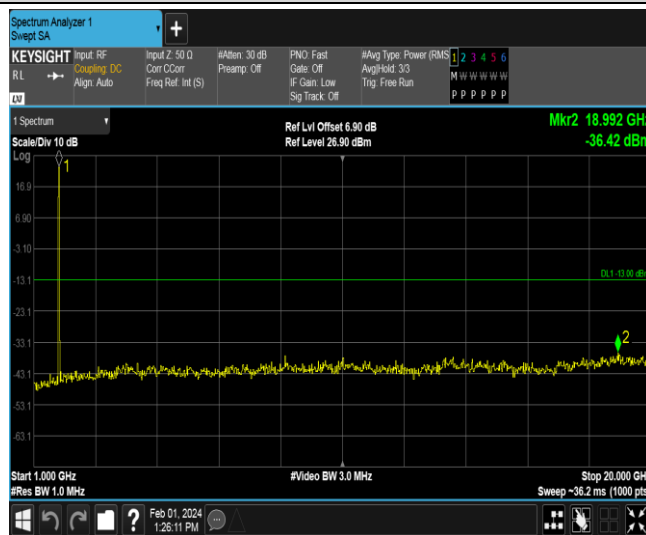 Spectrum Analyzer 1
Swept SA
+
KEYSIGHT
RL
LXI
Input: RF
Coupling: DC
Align: Auto
Input Z: 50 Ω
Corr CCorr
Freq Ref: Int (S)
#Atten: 30 dB
Preamp: Off
PNO: Fast
Gate: Off
IF Gain: Low
Sig Track: Off
#Avg Type: Power (RMS
Avg|Hold: 3/3
Trig: Free Run
1 2 3 4 5 6
M W W W W W
P P P P P P
1 Spectrum
Scale/Div 10 dB
Log
Ref Lvl Offset 6.90 dB
Ref Level 26.90 dBm
Mkr2 18.992 GHz
-36.42 dBm
1
16.9
6.90
-3.10
-13.1
DL1 -13.00 dBm
-23.1
-33.1
2
-43.1
-53.1
-63.1
Start 1.000 GHz
#Res BW 1.0 MHz
#Video BW 3.0 MHz
Stop 20.000 GHz
Sweep ~36.2 ms (1000 pts
?
Feb 01, 2024
1:26:11 PM